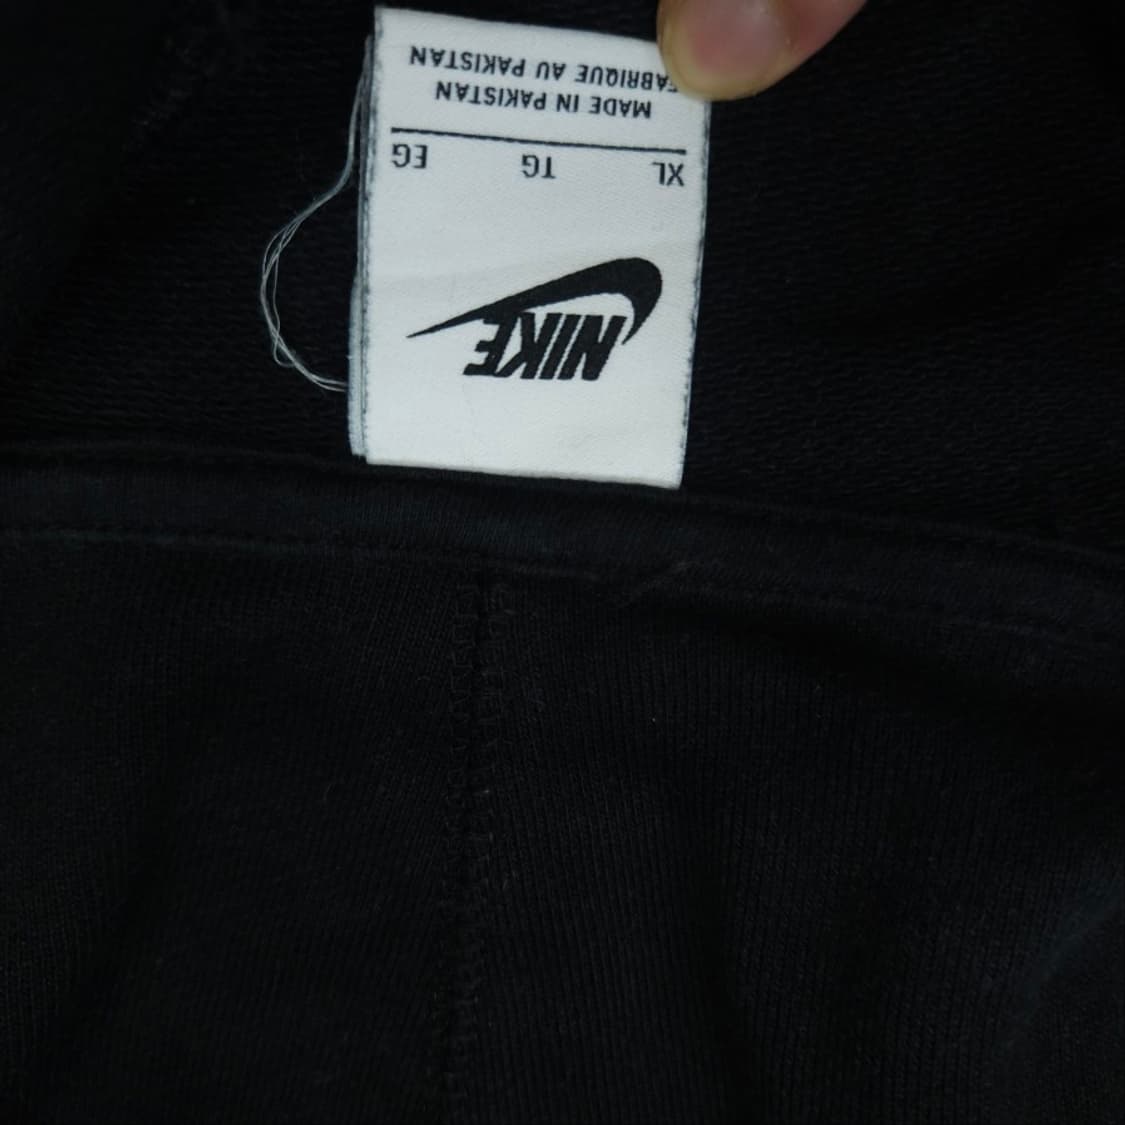 NIKE
XL TG EG
MADE IN PAKISTAN
FABRIQUE AU PAKISTAN